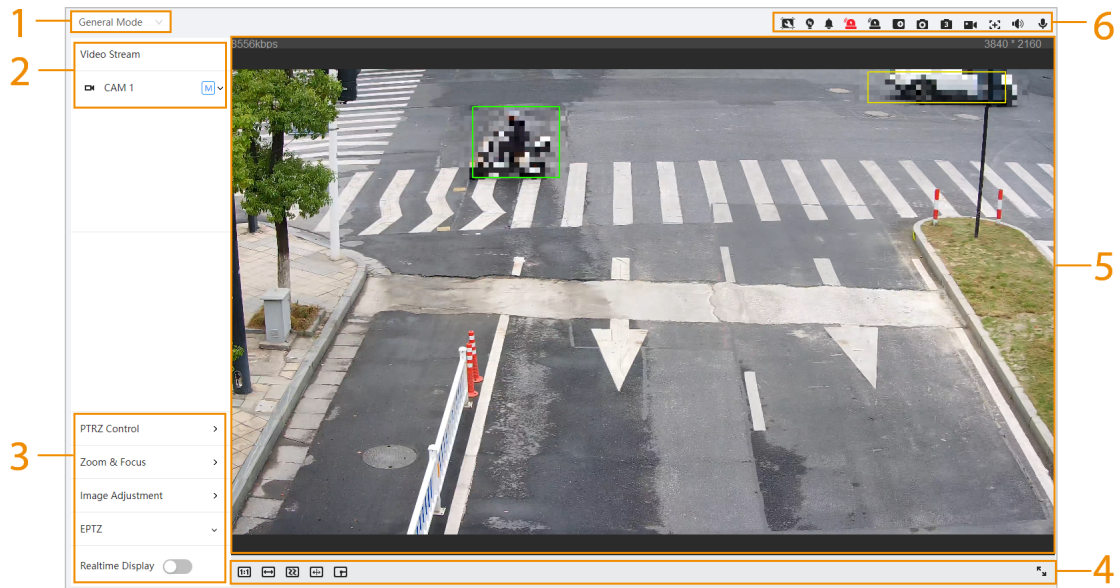 1
General Mode
6
2
Video Stream
CAM 1
M
8556kbps
3840 * 2160
5
3
PTRZ Control
Zoom & Focus
Image Adjustment
EPTZ
Realtime Display
1:1
4